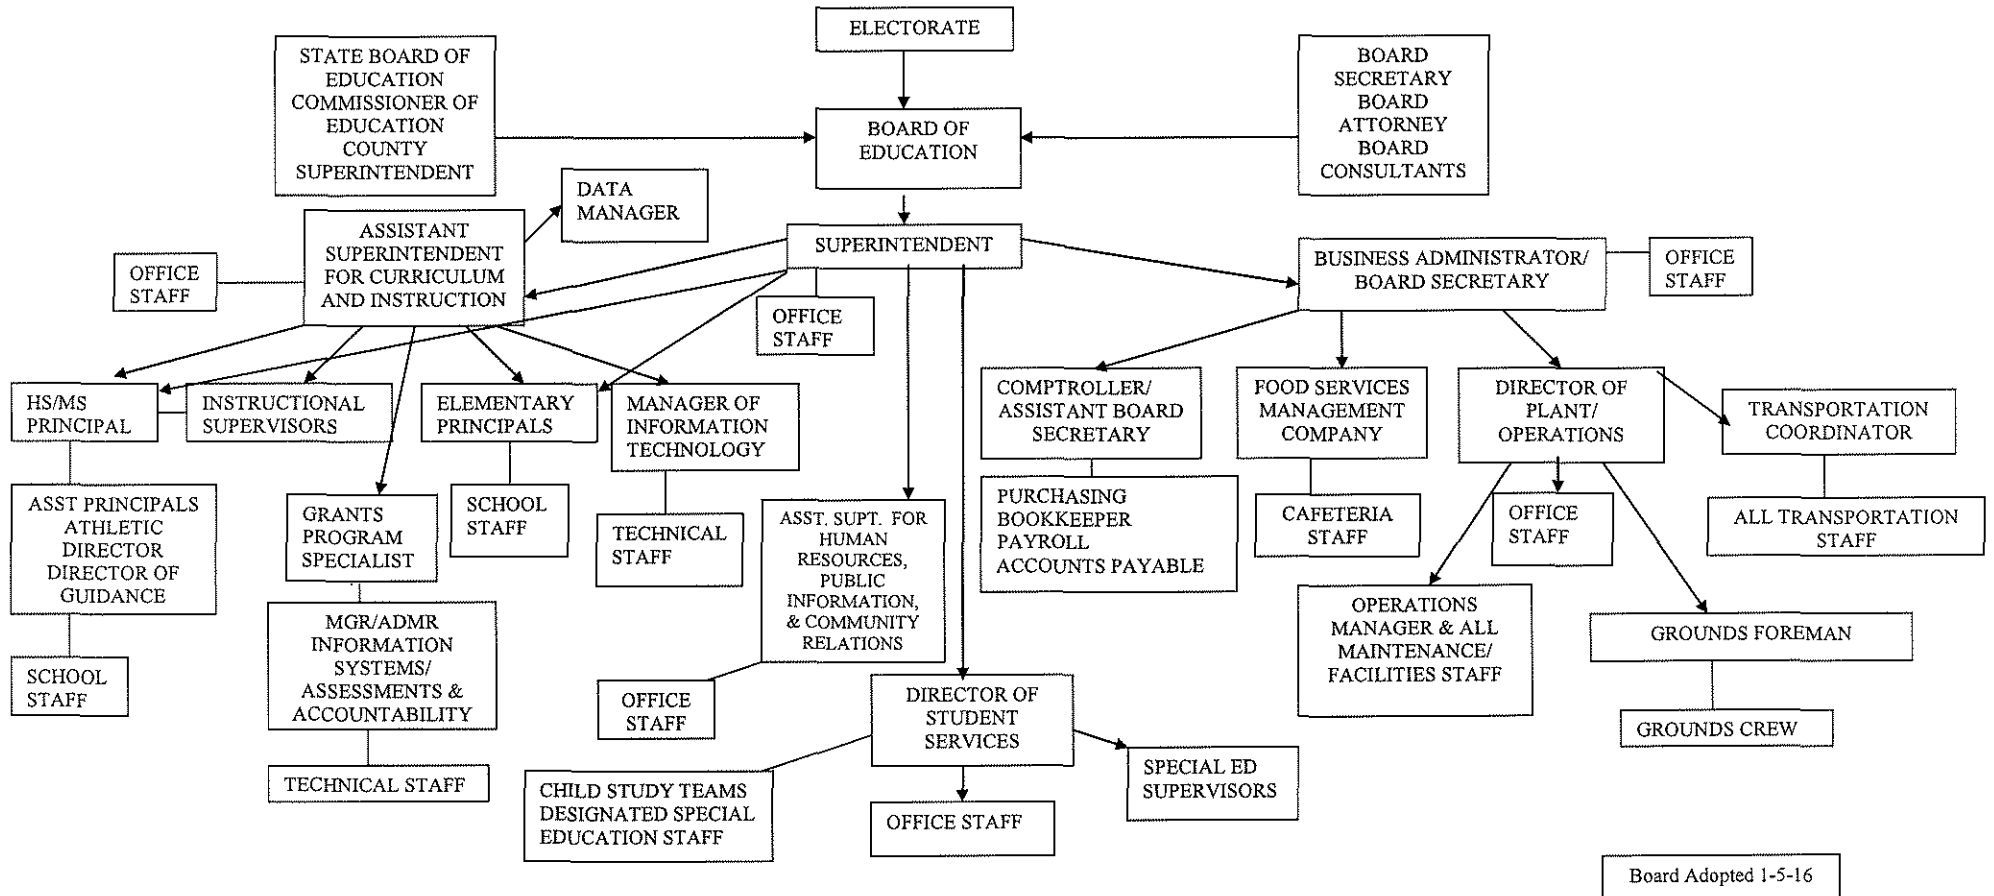 ELECTORATE
STATE BOARD OF
EDUCATION
COMMISSIONER OF
EDUCATION
COUNTY
SUPERINTENDENT
BOARD OF
EDUCATION
BOARD
SECRETARY
BOARD
ATTORNEY
BOARD
CONSULTANTS
DATA
MANAGER
ASSISTANT
SUPERINTENDENT
FOR CURRICULUM
AND INSTRUCTION
OFFICE
STAFF
SUPERINTENDENT
OFFICE
STAFF
BUSINESS ADMINISTRATOR/
BOARD SECRETARY
OFFICE
STAFF
HS/MS
PRINCIPAL
INSTRUCTIONAL
SUPERVISORS
ELEMENTARY
PRINCIPALS
MANAGER OF
INFORMATION
TECHNOLOGY
COMPTROLLER/
ASSISTANT BOARD
SECRETARY
FOOD SERVICES
MANAGEMENT
COMPANY
DIRECTOR OF
PLANT/
OPERATIONS
TRANSPORTATION
COORDINATOR
ASST PRINCIPALS
ATHLETIC
DIRECTOR
DIRECTOR OF
GUIDANCE
GRANTS
PROGRAM
SPECIALIST
SCHOOL
STAFF
TECHNICAL
STAFF
ASST. SUPT. FOR
HUMAN
RESOURCES,
PUBLIC
INFORMATION,
& COMMUNITY
RELATIONS
PURCHASING
BOOKKEEPER
PAYROLL
ACCOUNTS PAYABLE
CAFETERIA
STAFF
OFFICE
STAFF
ALL TRANSPORTATION
STAFF
SCHOOL
STAFF
MGR/ADMR
INFORMATION
SYSTEMS/
ASSESSMENTS &
ACCOUNTABILITY
OFFICE
STAFF
DIRECTOR OF
STUDENT
SERVICES
OPERATIONS
MANAGER & ALL
MAINTENANCE/
FACILITIES STAFF
GROUNDS FOREMAN
GROUNDS CREW
TECHNICAL STAFF
CHILD STUDY TEAMS
DESIGNATED SPECIAL
EDUCATION STAFF
OFFICE STAFF
SPECIAL ED
SUPERVISORS
Board Adopted 1-5-16